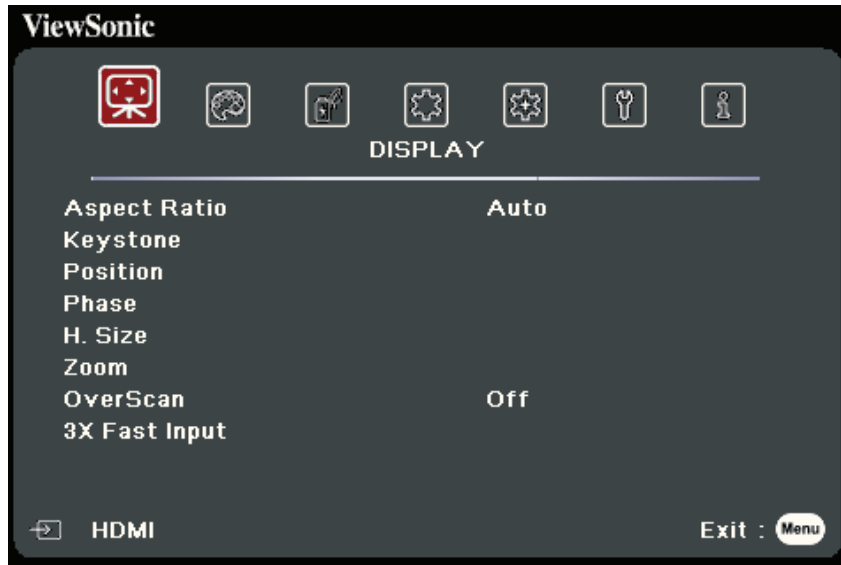 ViewSonic
DISPLAY
Aspect Ratio Auto
Keystone
Position
Phase
H. Size
Zoom
OverScan Off
3X Fast Input
HDMI Exit : Menu